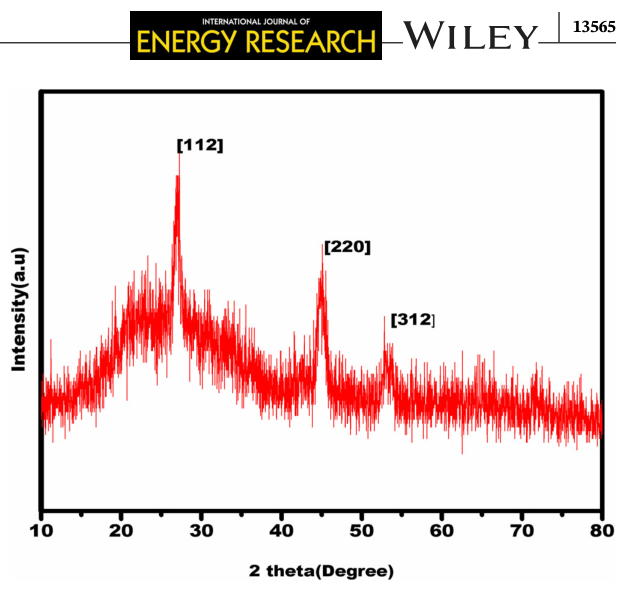 INTERNATIONAL JOURNAL OF
ENERGY RESEARCH
WILEY
13565
[112]
[220]
[312]
Intensity(a.u)
10 20 30 40 50 60 70 80
2 theta(Degree)